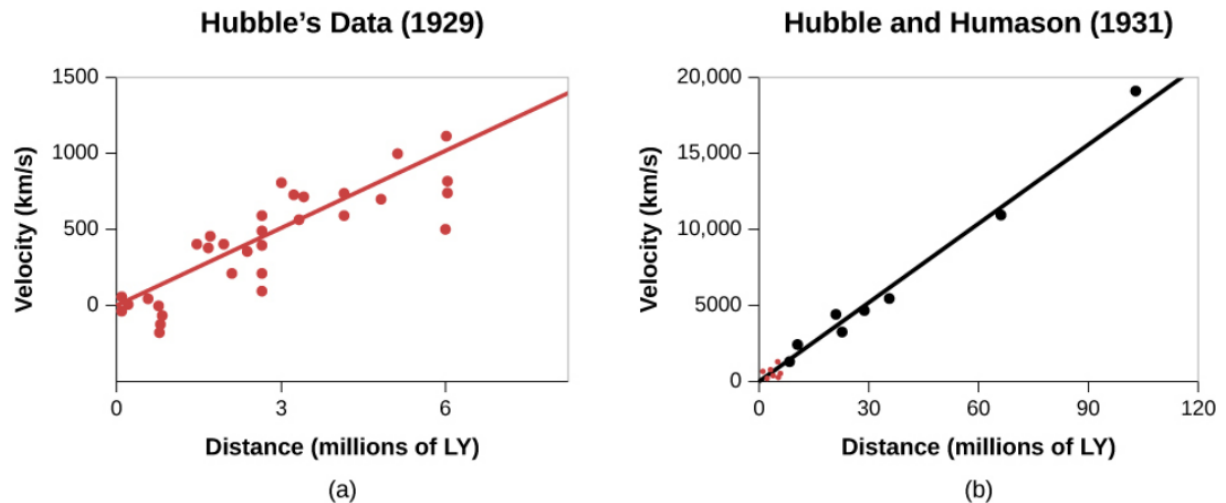 Hubble’s Data (1929)
1500
1000
500
0
Velocity (km/s)
0
3
6
Distance (millions of LY)
(a)
Hubble and Humason (1931)
20,000
15,000
10,000
5000
0
Velocity (km/s)
0
30
60
90
120
Distance (millions of LY)
(b)